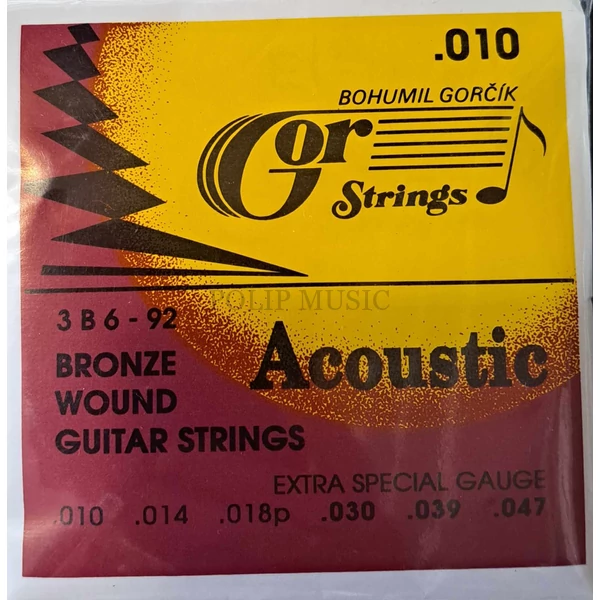 .010
BOHUMIL GORČÍK
Gor
Strings
POLIP MUSIC
3 B 6 - 92
BRONZE
WOUND
GUITAR STRINGS
Acoustic
EXTRA SPECIAL GAUGE
.010 .014 .018p .030 .039 .047